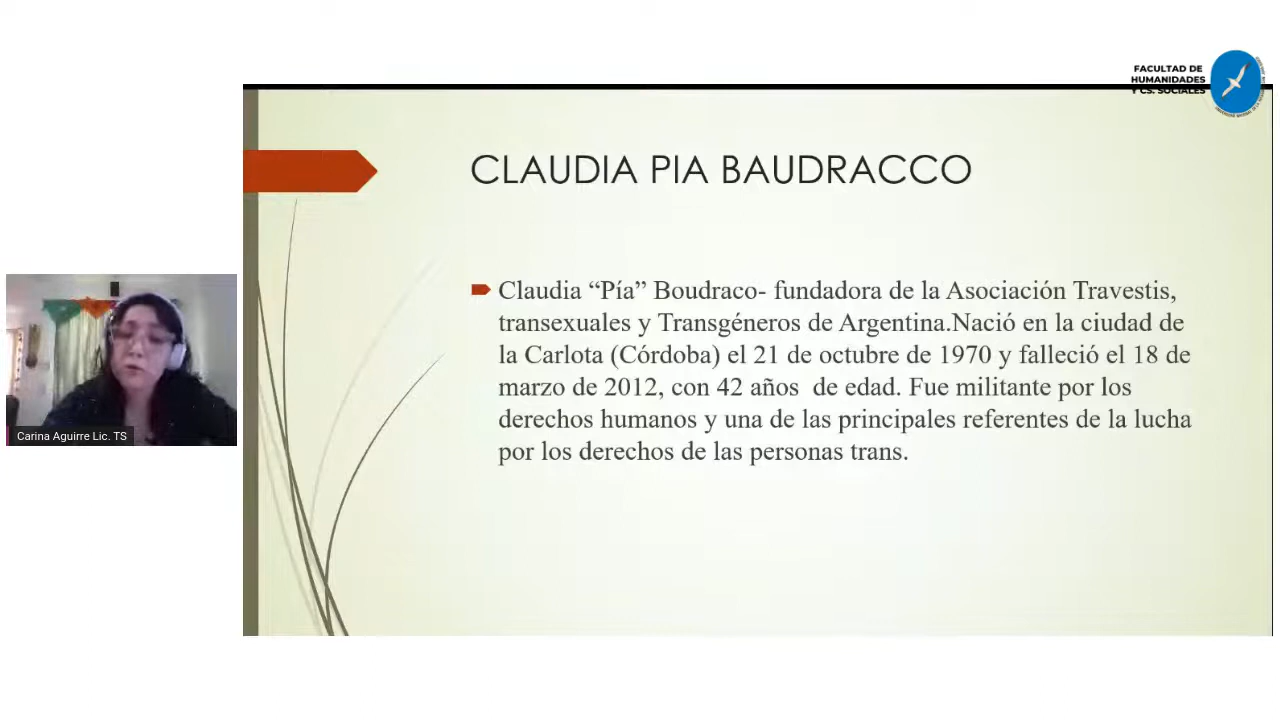 FACULTAD DE
HUMANIDADES
Y CS. SOCIALES
CLAUDIA PIA BAUDRACCO
Claudia “Pía” Boudraco- fundadora de la Asociación Travestis,
transexuales y Transgéneros de Argentina.Nació en la ciudad de
la Carlota (Córdoba) el 21 de octubre de 1970 y falleció el 18 de
marzo de 2012, con 42 años  de edad. Fue militante por los
derechos humanos y una de las principales referentes de la lucha
por los derechos de las personas trans.
Carina Aguirre Lic. TS